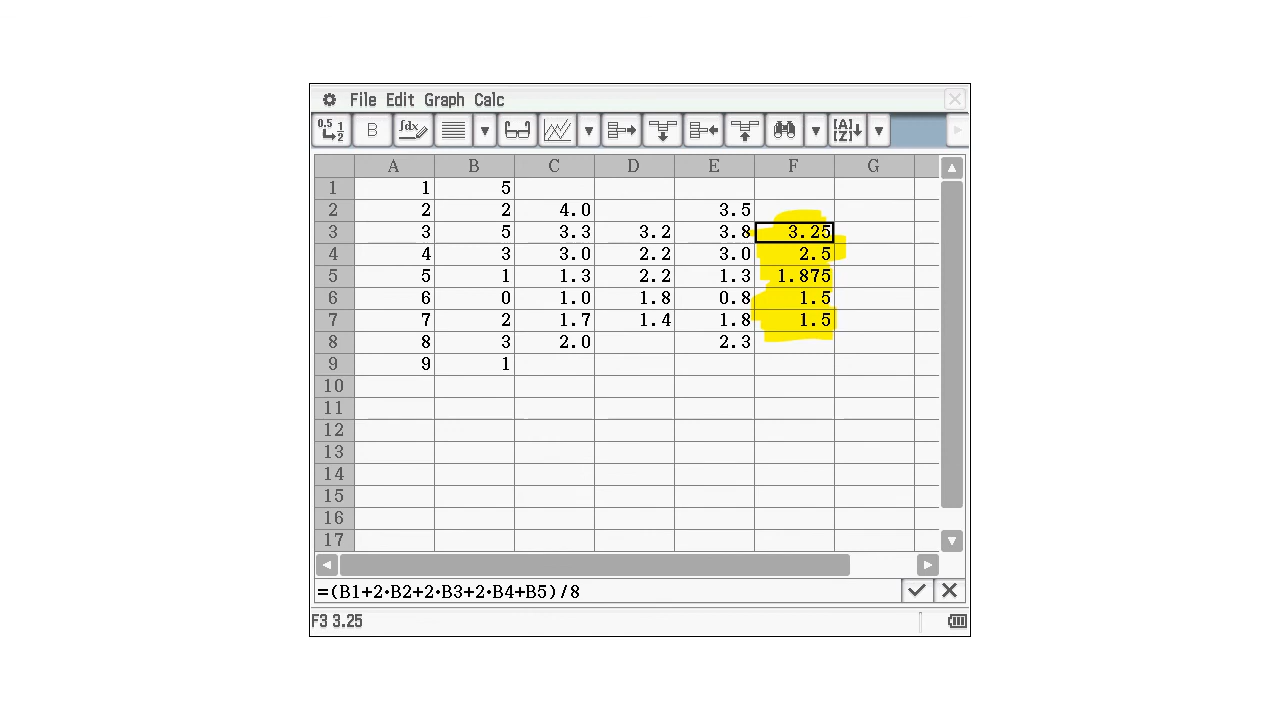 File Edit Graph Calc
0.5 1 2 B ∫dx [A] [Z]
A B C D E F G
1 1 5
2 2 2 4.0 3.5
3 3 5 3.3 3.2 3.8 3.25
4 4 3 3.0 2.2 3.0 2.5
5 5 1 1.3 2.2 1.3 1.875
6 6 0 1.0 1.8 0.8 1.5
7 7 2 1.7 1.4 1.8 1.5
8 8 3 2.0 2.3
9 9 1
10
11
12
13
14
15
16
17
=(B1+2·B2+2·B3+2·B4+B5)/8
F3 3.25